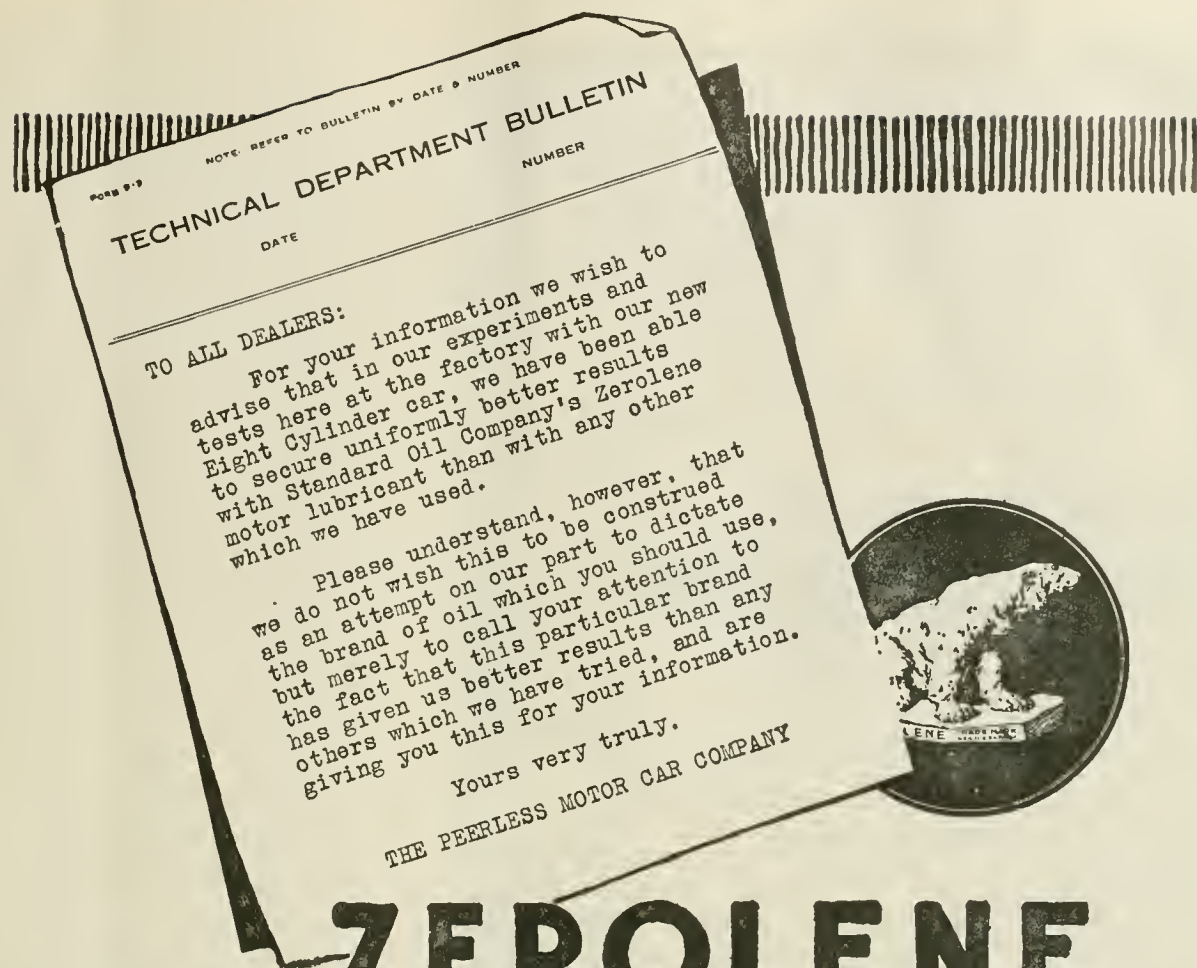 NOTE: REFER TO BULLETIN BY DATE & NUMBER
FORM 9-9
TECHNICAL DEPARTMENT BULLETIN
DATE NUMBER
TO ALL DEALERS:
For your information we wish to
advise that in our experiments and
tests here at the factory with our new
Eight Cylinder car, we have been able
to secure uniformly better results
with Standard Oil Company's Zerolene
motor lubricant than with any other
which we have used.
Please understand, however, that
we do not wish this to be construed
as an attempt on our part to dictate
the brand of oil which you should use,
but merely to call your attention to
the fact that this particular brand
has given us better results than any
others which we have tried, and are
giving you this for your information.
Yours very truly.
THE PEERLESS MOTOR CAR COMPANY
LENE TRADE MARK
ZEROLENE